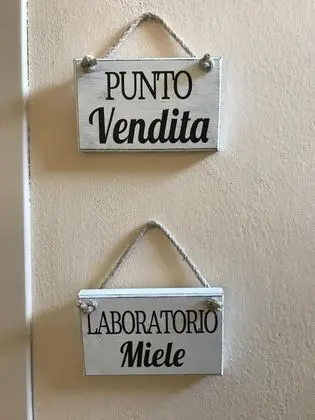 PUNTO
Vendita
LABORATORIO
Miele